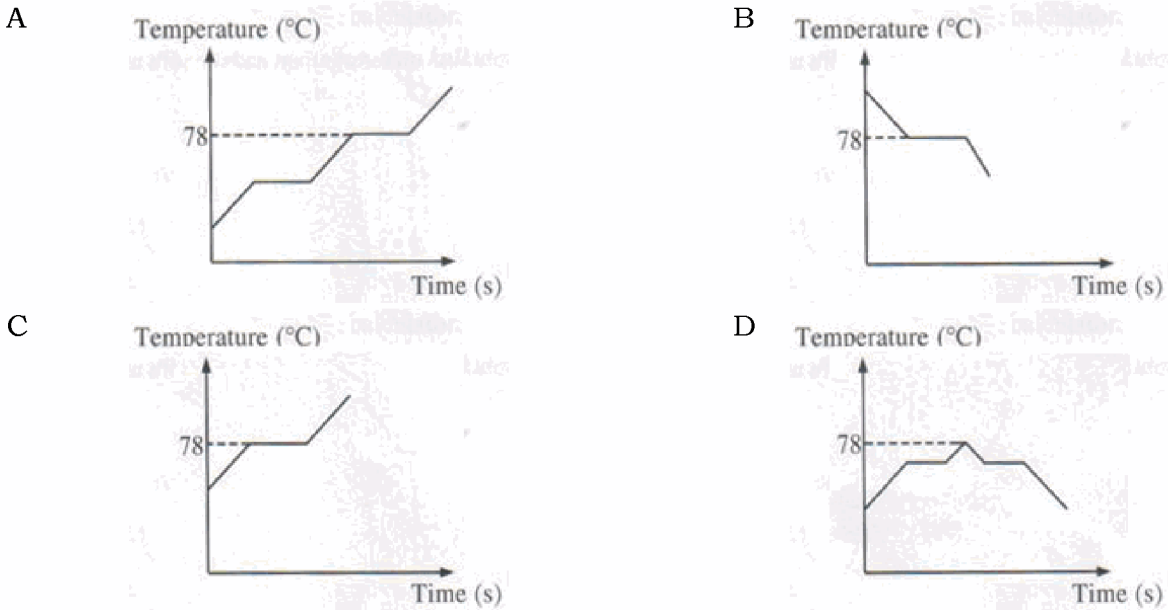 A
Temperature (°C)
78
Time (s)
B
Temperature (°C)
78
Time (s)
C
Temperature (°C)
78
Time (s)
D
Temperature (°C)
78
Time (s)